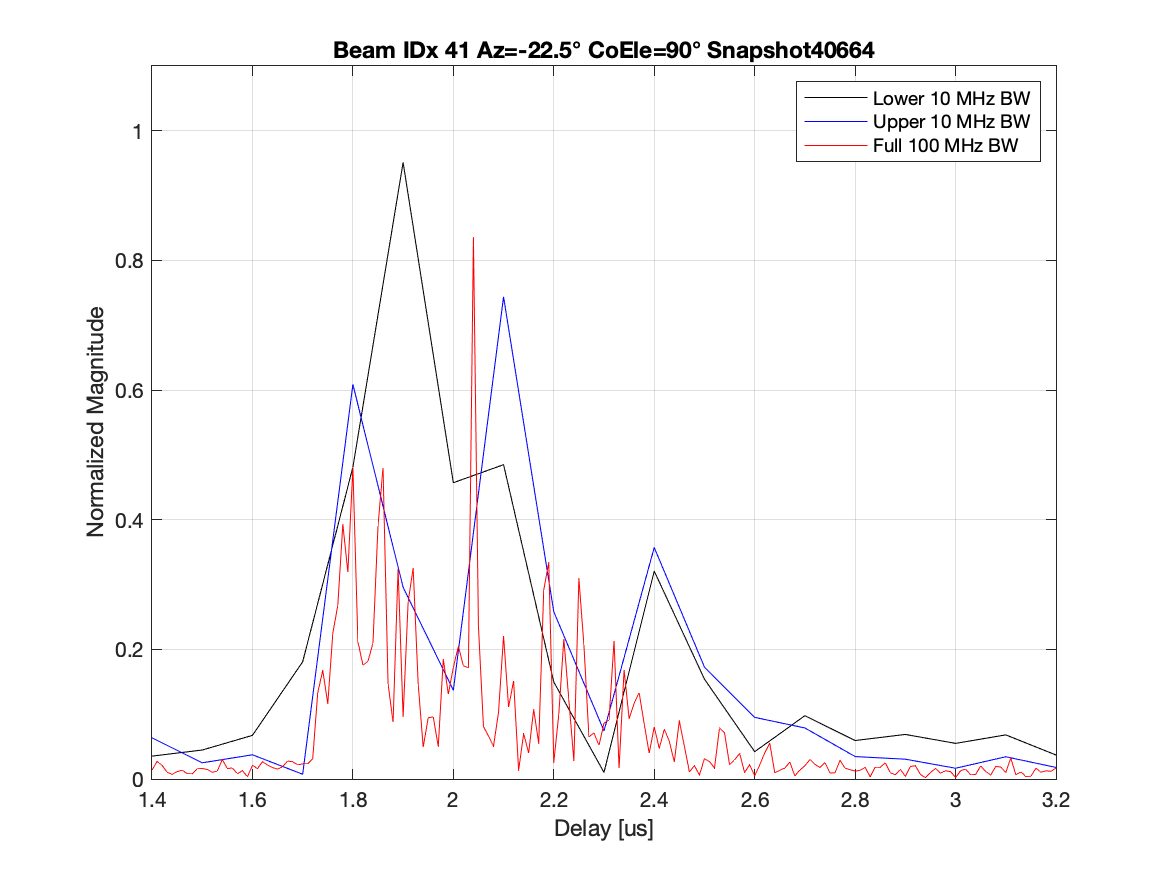 Beam IDx 41 Az=-22.5° CoEle=90° Snapshot40664
Lower 10 MHz BW
Upper 10 MHz BW
Full 100 MHz BW
1
0.8
0.6
0.4
0.2
0
Normalized Magnitude
1.4 1.6 1.8 2 2.2 2.4 2.6 2.8 3 3.2
Delay [us]